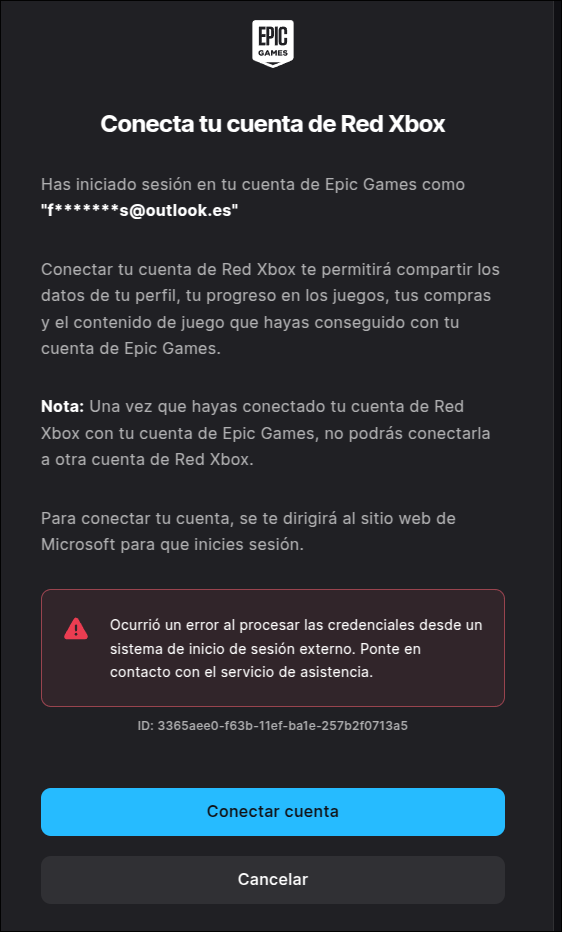 EPIC
GAMES
Conecta tu cuenta de Red Xbox
Has iniciado sesión en tu cuenta de Epic Games como
"f*******s@outlook.es"
Conectar tu cuenta de Red Xbox te permitirá compartir los
datos de tu perfil, tu progreso en los juegos, tus compras
y el contenido de juego que hayas conseguido con tu
cuenta de Epic Games.
Nota: Una vez que hayas conectado tu cuenta de Red
Xbox con tu cuenta de Epic Games, no podrás conectarla
a otra cuenta de Red Xbox.
Para conectar tu cuenta, se te dirigirá al sitio web de
Microsoft para que inicies sesión.
Ocurrió un error al procesar las credenciales desde un
sistema de inicio de sesión externo. Ponte en
contacto con el servicio de asistencia.
ID: 3365aee0-f63b-11ef-ba1e-257b2f0713a5
Conectar cuenta
Cancelar